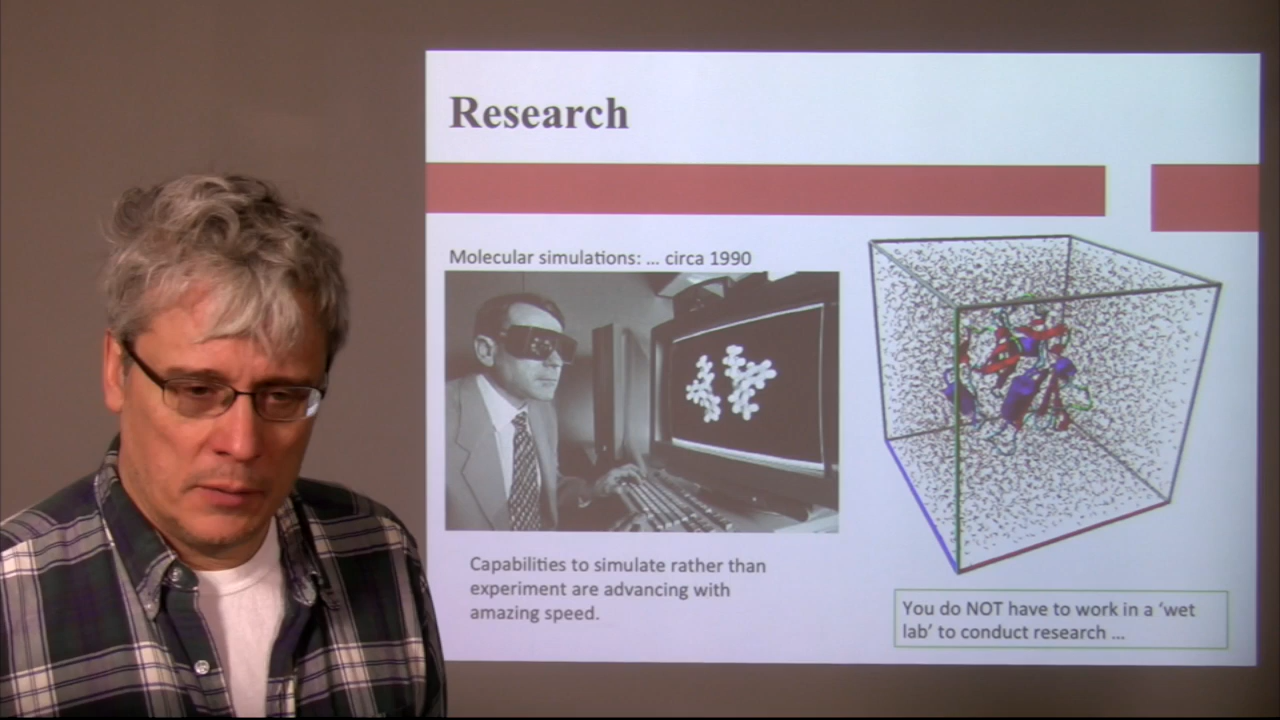 Research
Molecular simulations: ... circa 1990
Capabilities to simulate rather than
experiment are advancing with
amazing speed.
You do NOT have to work in a ‘wet
lab’ to conduct research ...